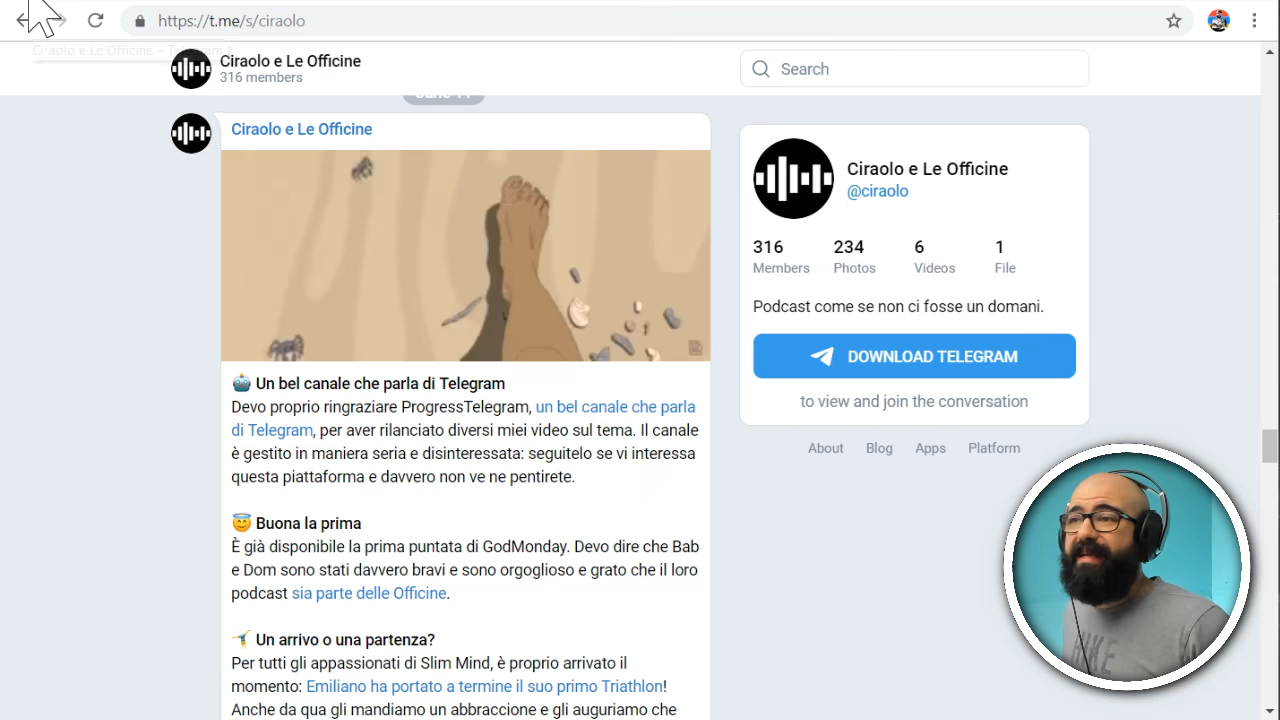 https://t.me/s/ciraolo
Ciraolo e Le Officine – Telegram
Ciraolo e Le Officine
316 members
Search
Ciraolo e Le Officine
🤖 Un bel canale che parla di Telegram
Devo proprio ringraziare ProgressTelegram, un bel canale che parla
di Telegram, per aver rilanciato diversi miei video sul tema. Il canale
è gestito in maniera seria e disinteressata: seguitelo se vi interessa
questa piattaforma e davvero non ve ne pentirete.
😇 Buona la prima
È già disponibile la prima puntata di GodMonday. Devo dire che Bab
e Dom sono stati davvero bravi e sono orgoglioso e grato che il loro
podcast sia parte delle Officine.
🤸‍♂️ Un arrivo o una partenza?
Per tutti gli appassionati di Slim Mind, è proprio arrivato il
momento: Emiliano ha portato a termine il suo primo Triathlon!
Anche da qua gli mandiamo un abbraccione e gli auguriamo che
Ciraolo e Le Officine
@ciraolo
316 234 6 1
Members Photos Videos File
Podcast come se non ci fosse un domani.
DOWNLOAD TELEGRAM
to view and join the conversation
About Blog Apps Platform